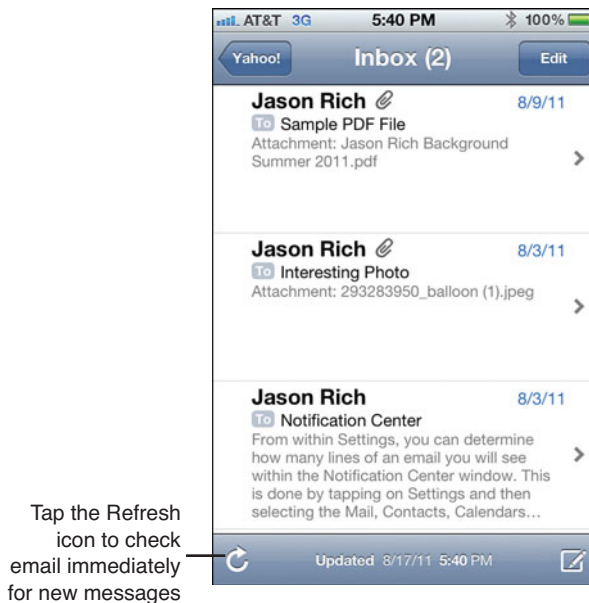 AT&T 3G 5:40 PM 100%
Yahoo! Inbox (2) Edit
Jason Rich 8/9/11
To Sample PDF File
Attachment: Jason Rich Background
Summer 2011.pdf
Jason Rich 8/3/11
To Interesting Photo
Attachment: 293283950_balloon (1).jpeg
Jason Rich 8/3/11
To Notification Center
From within Settings, you can determine
how many lines of an email you will see
within the Notification Center window. This
is done by tapping on Settings and then
selecting the Mail, Contacts, Calendars...
Updated 8/17/11 5:40 PM
Tap the Refresh
icon to check
email immediately
for new messages